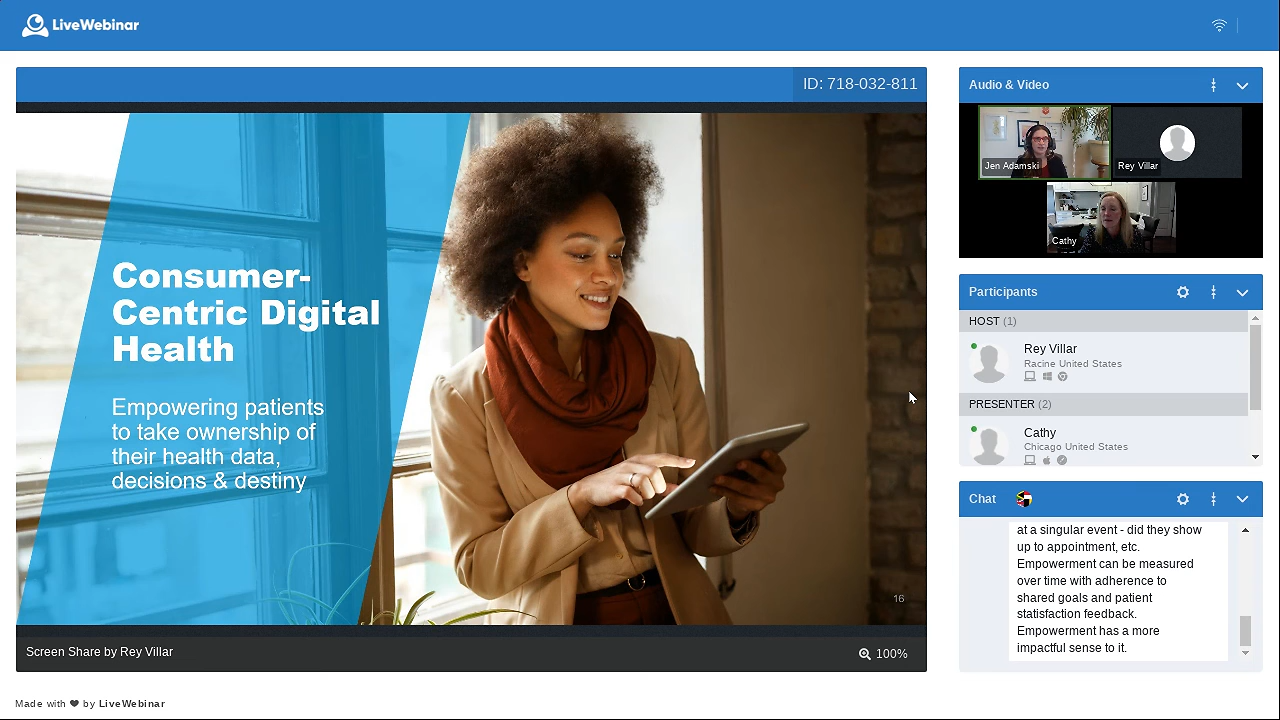 LiveWebinar
ID: 718-032-811
Consumer-
Centric Digital
Health
Empowering patients
to take ownership of
their health data,
decisions & destiny
16
Screen Share by Rey Villar
100%
Made with ❤ by LiveWebinar
Audio & Video
Jen Adamski
Rey Villar
Cathy
Participants
HOST (1)
Rey Villar
Racine United States
PRESENTER (2)
Cathy
Chicago United States
Chat
at a singular event - did they show
up to appointment, etc.
Empowerment can be measured
over time with adherence to
shared goals and patient
statisfaction feedback.
Empowerment has a more
impactful sense to it.